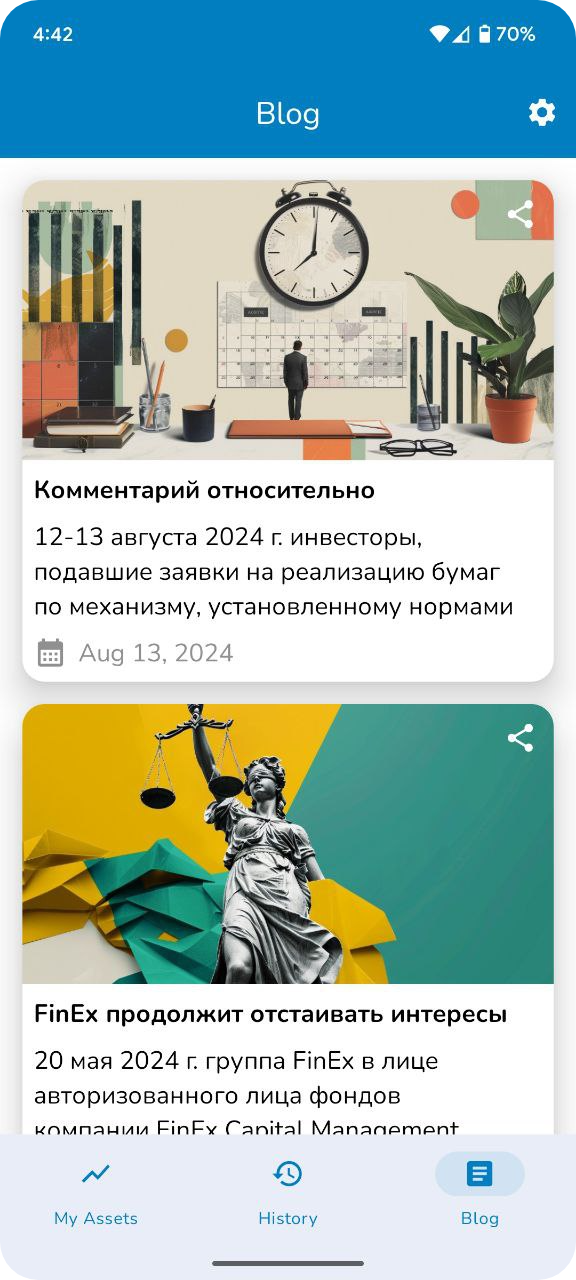 4:42
70%
Blog
Комментарий относительно
12-13 августа 2024 г. инвесторы,
подавшие заявки на реализацию бумаг
по механизму, установленному нормами
Aug 13, 2024
FinEx продолжит отстаивать интересы
20 мая 2024 г. группа FinEx в лице
авторизованного лица фондов
компании FinEx Capital Management
My Assets
History
Blog